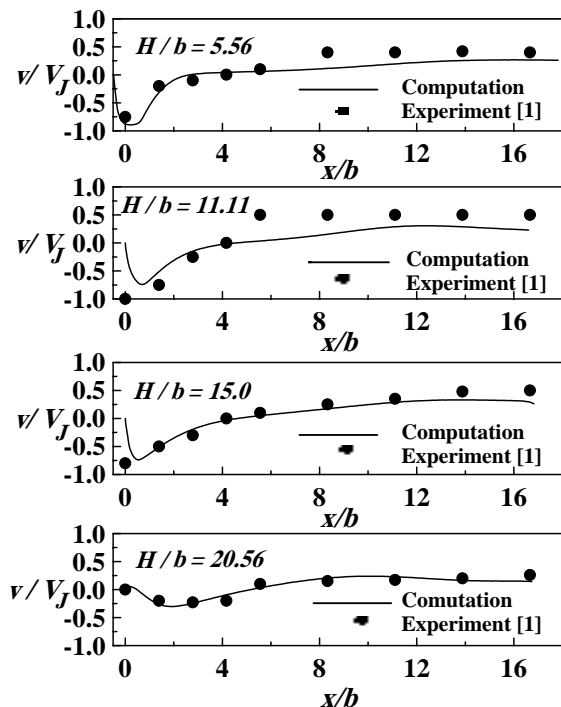 1.0
0.5
0.0
-0.5
-1.0
v/ V_J
H / b = 5.56
Computation
Experiment [1]
0 4 8 12 16
x/b
1.0
0.5
0.0
-0.5
-1.0
v/ V_J
H / b = 11.11
Computation
Experiment [1]
0 4 8 12 16
x/b
1.0
0.5
0.0
-0.5
-1.0
v/ V_J
H / b = 15.0
Computation
Experiment [1]
0 4 8 12 16
x/b
1.0
0.5
0.0
-0.5
-1.0
v / V_J
H / b = 20.56
Comutation
Experiment [1]
0 4 8 12 16
x/b